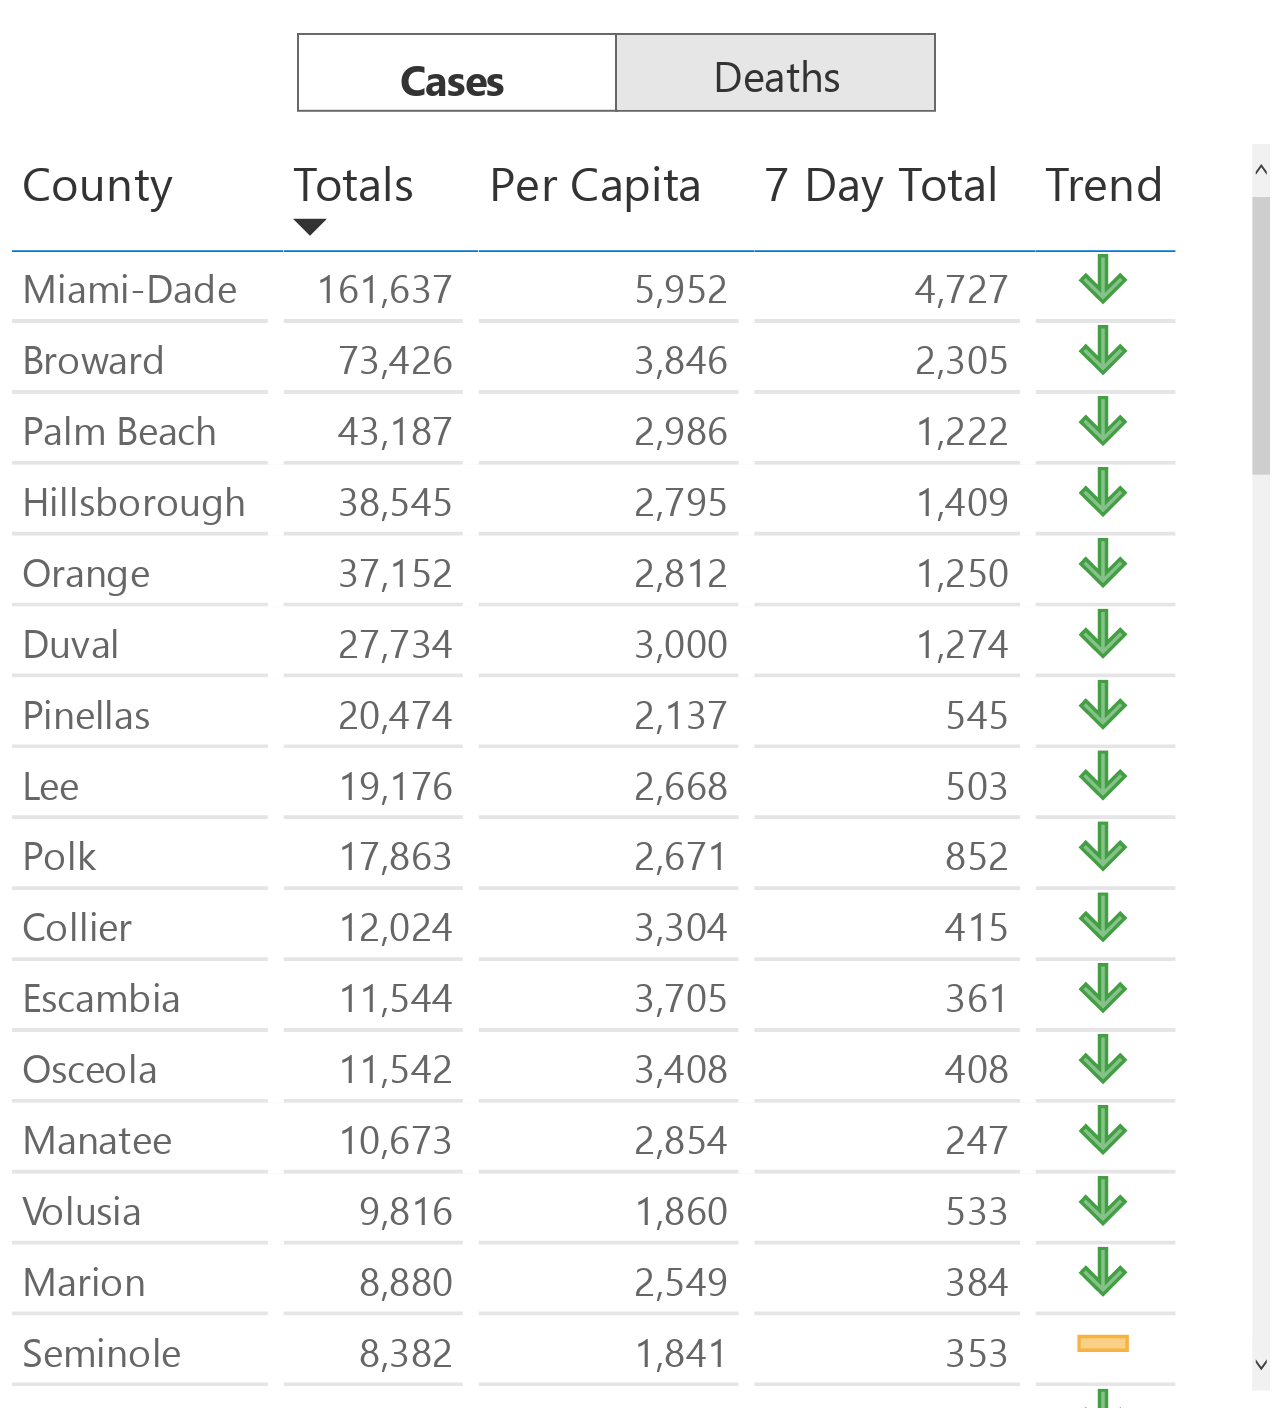 Cases Deaths
County Totals Per Capita 7 Day Total Trend
Miami-Dade 161,637 5,952 4,727
Broward 73,426 3,846 2,305
Palm Beach 43,187 2,986 1,222
Hillsborough 38,545 2,795 1,409
Orange 37,152 2,812 1,250
Duval 27,734 3,000 1,274
Pinellas 20,474 2,137 545
Lee 19,176 2,668 503
Polk 17,863 2,671 852
Collier 12,024 3,304 415
Escambia 11,544 3,705 361
Osceola 11,542 3,408 408
Manatee 10,673 2,854 247
Volusia 9,816 1,860 533
Marion 8,880 2,549 384
Seminole 8,382 1,841 353